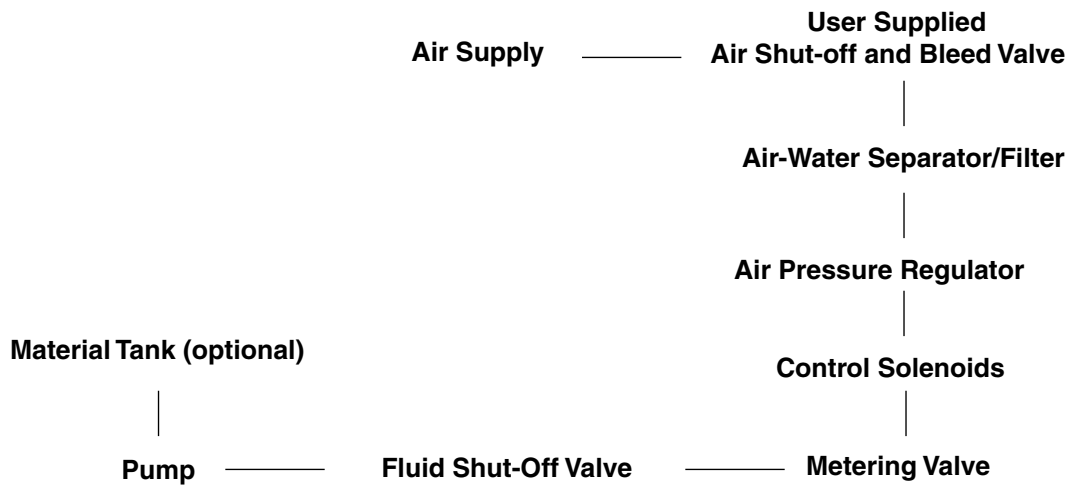 User Supplied
Air Supply
Air Shut-off and Bleed Valve
Air-Water Separator/Filter
Air Pressure Regulator
Material Tank (optional)
Control Solenoids
Pump
Fluid Shut-Off Valve
Metering Valve